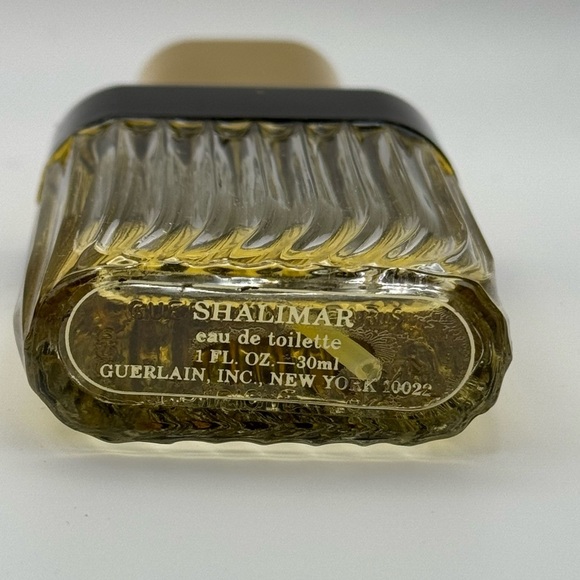 SHALIMAR
eau de toilette
1 FL. OZ.—30ml
GUERLAIN, INC., NEW YORK 10022